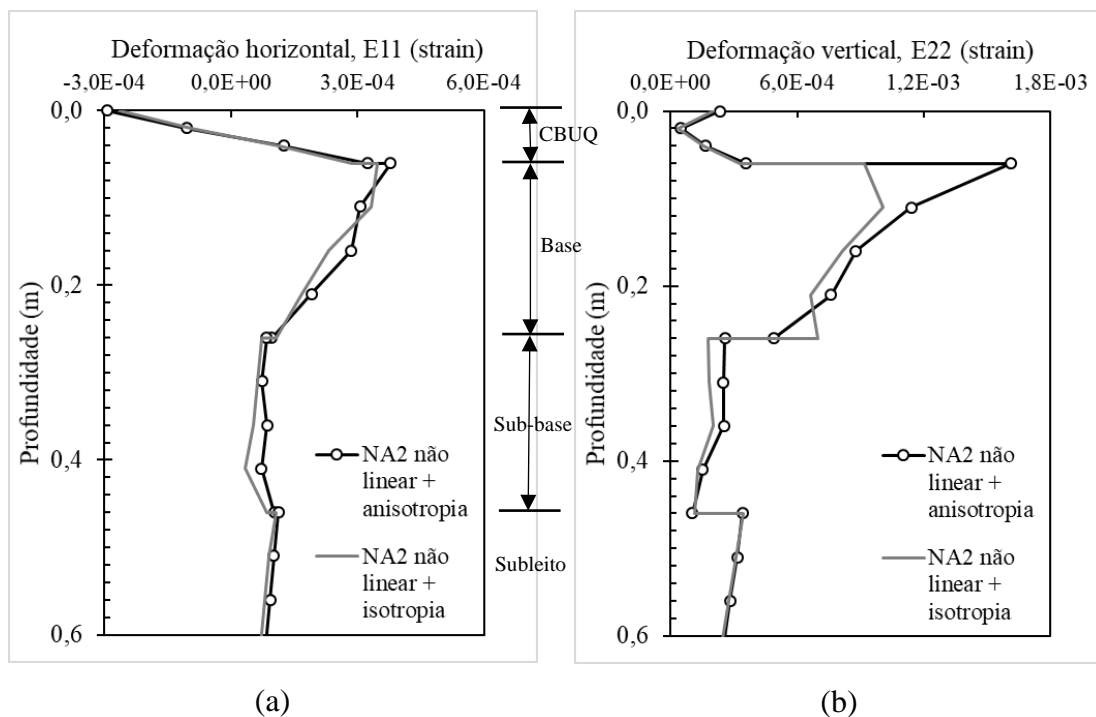 Deformação horizontal, E11 (strain)
-3,0E-04 0,0E+00 3,0E-04 6,0E-04
0,0
0,2
0,4
0,6
Profundidade (m)
NA2 não
linear +
anisotropia
NA2 não
linear +
isotropia
(a)
CBUQ
Base
Sub-base
Subleito
Deformação vertical, E22 (strain)
0,0E+00 6,0E-04 1,2E-03 1,8E-03
0,0
0,2
0,4
0,6
Profundidade (m)
NA2 não
linear +
anisotropia
NA2 não
linear +
isotropia
(b)